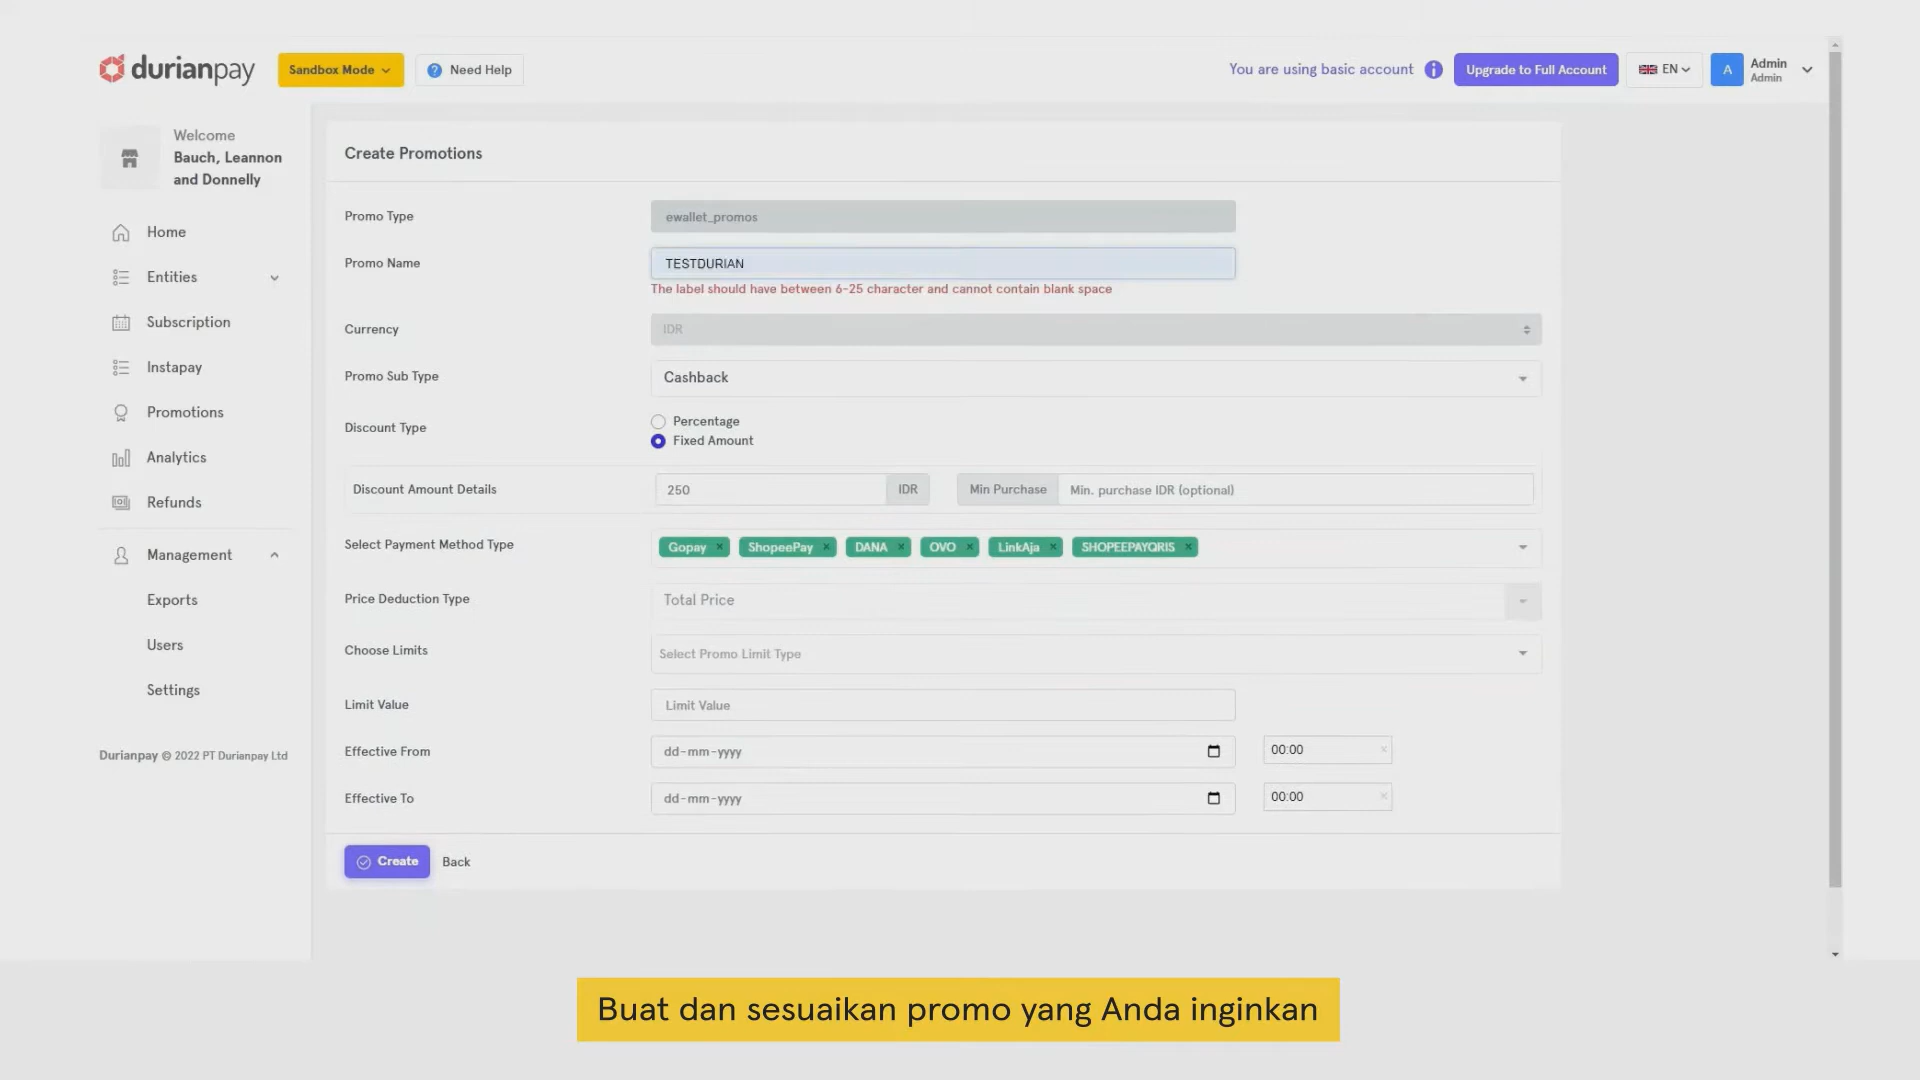 durianpay
Sandbox Mode
Need Help
You are using basic account
Upgrade to Full Account
EN
A
Admin
Admin
Welcome
Bauch, Leannon
and Donnelly
Home
Entities
Subscription
Instapay
Promotions
Analytics
Refunds
Management
Exports
Users
Settings
Durianpay © 2022 PT Durianpay Ltd
Create Promotions
Promo Type
ewallet_promos
Promo Name
TESTDURIAN
The label should have between 6-25 character and cannot contain blank space
Currency
IDR
Promo Sub Type
Cashback
Discount Type
Percentage
Fixed Amount
Discount Amount Details
250
IDR
Min Purchase
Min. purchase IDR (optional)
Select Payment Method Type
Gopay × ShopeePay × DANA × OVO × LinkAja × SHOPEEPAYQRIS ×
Price Deduction Type
Total Price
Choose Limits
Select Promo Limit Type
Limit Value
Limit Value
Effective From
dd-mm-yyyy
00:00
Effective To
dd-mm-yyyy
00:00
Create
Back
Buat dan sesuaikan promo yang Anda inginkan